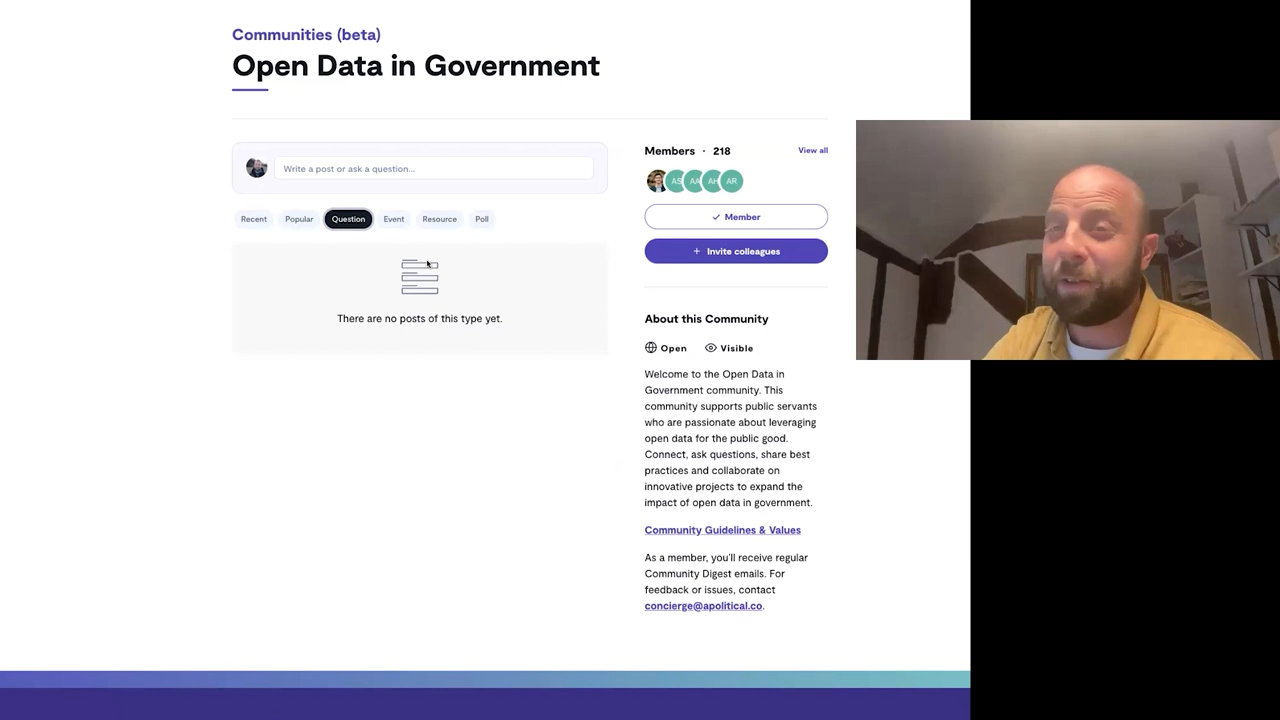 Communities (beta)
Open Data in Government
Write a post or ask a question...
Recent
Popular
Question
Event
Resource
Poll
There are no posts of this type yet.
Members · 218
View all
AS
AA
AH
AR
Member
Invite colleagues
About this Community
Open
Visible
Welcome to the Open Data in
Government community. This
community supports public servants
who are passionate about leveraging
open data for the public good.
Connect, ask questions, share best
practices and collaborate on
innovative projects to expand the
impact of open data in government.
Community Guidelines & Values
As a member, you'll receive regular
Community Digest emails. For
feedback or issues, contact
concierge@apolitical.co.